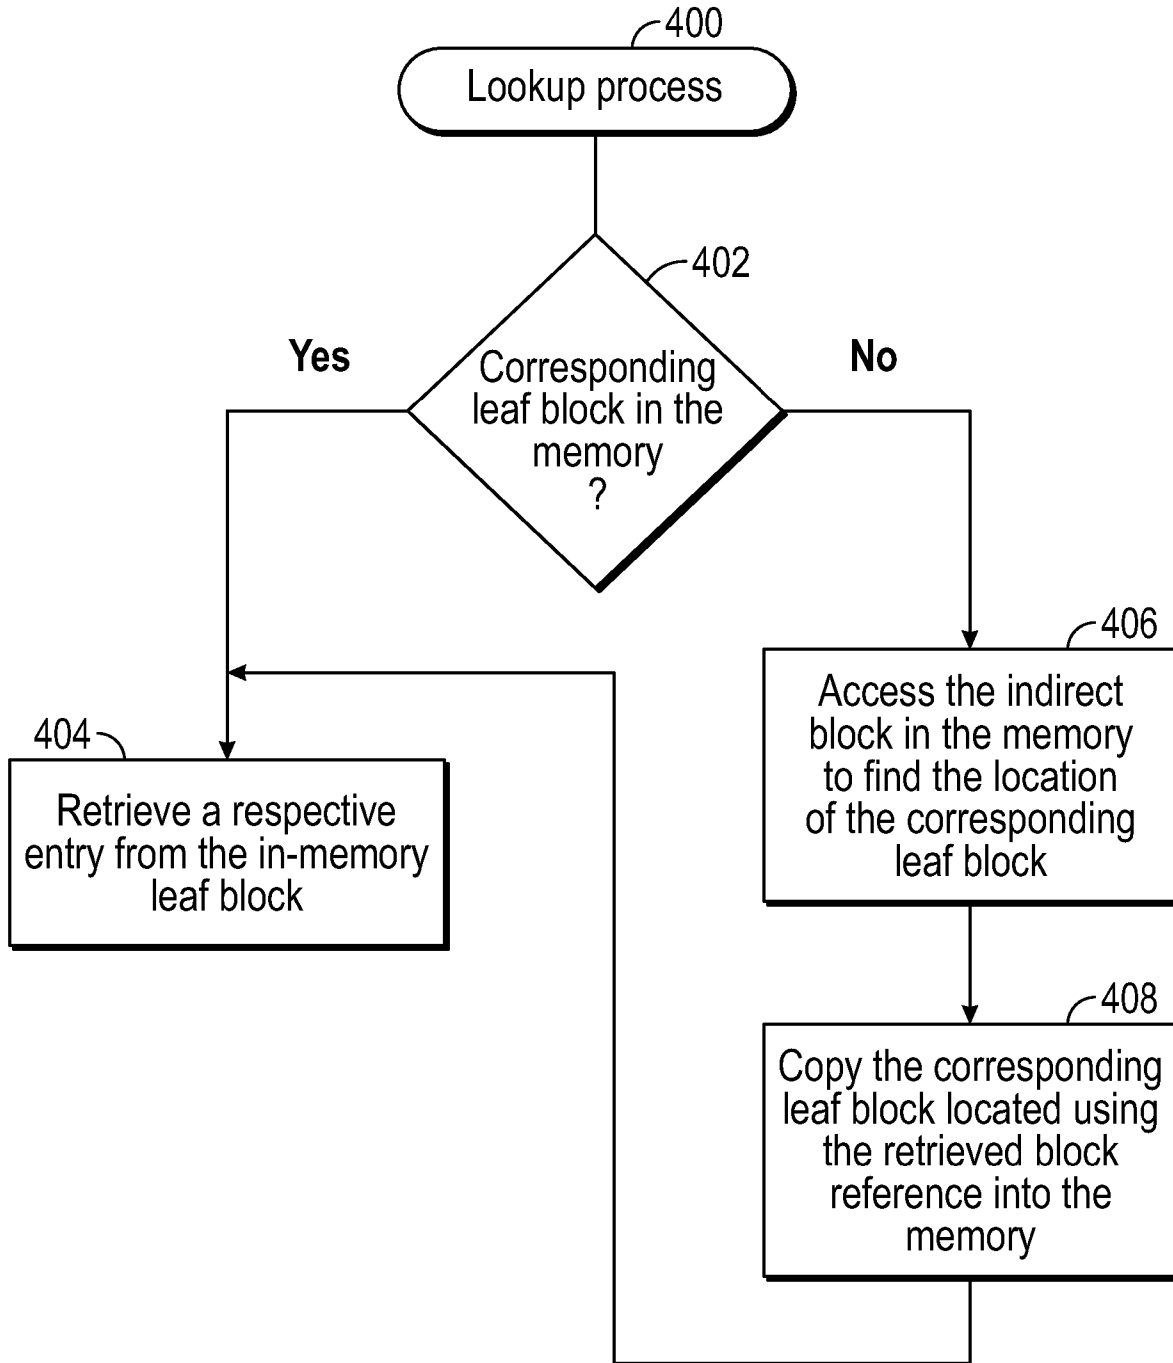 400
Lookup process
402
Yes
No
Corresponding
leaf block in the
memory
?
406
Access the indirect
block in the memory
to find the location
of the corresponding
leaf block
404
Retrieve a respective
entry from the in-memory
leaf block
408
Copy the corresponding
leaf block located using
the retrieved block
reference into the
memory